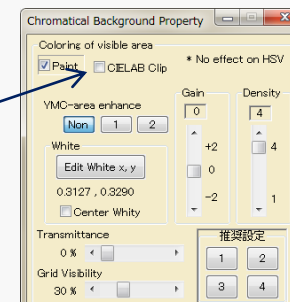 Chromatical Background Property
Coloring of visible area
Paint CIELAB Clip * No effect on HSV
Gain Density
YMC-area enhance 0 4
Non 1 2
+2 4
White
Edit White x, y 0
0.3127 , 0.3290
-2 1
Center Whity
Transmittance 推奨設定
0 % 1 2
Grid Visibility
30 % 3 4